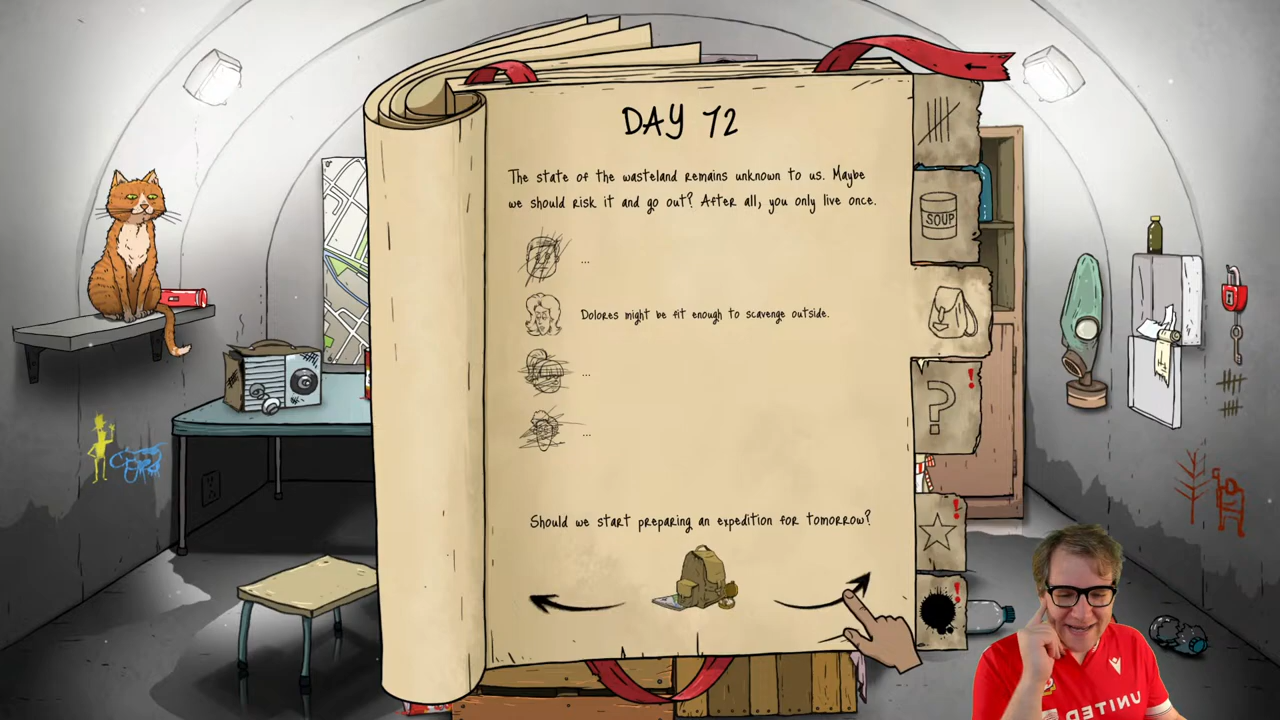 DAY 72
The state of the wasteland remains unknown to us. Maybe
we should risk it and go out? After all, you only live once.
...
Dolores might be fit enough to scavenge outside.
...
...
Should we start preparing an expedition for tomorrow?
SOUP
?
!
!
!
UNITED